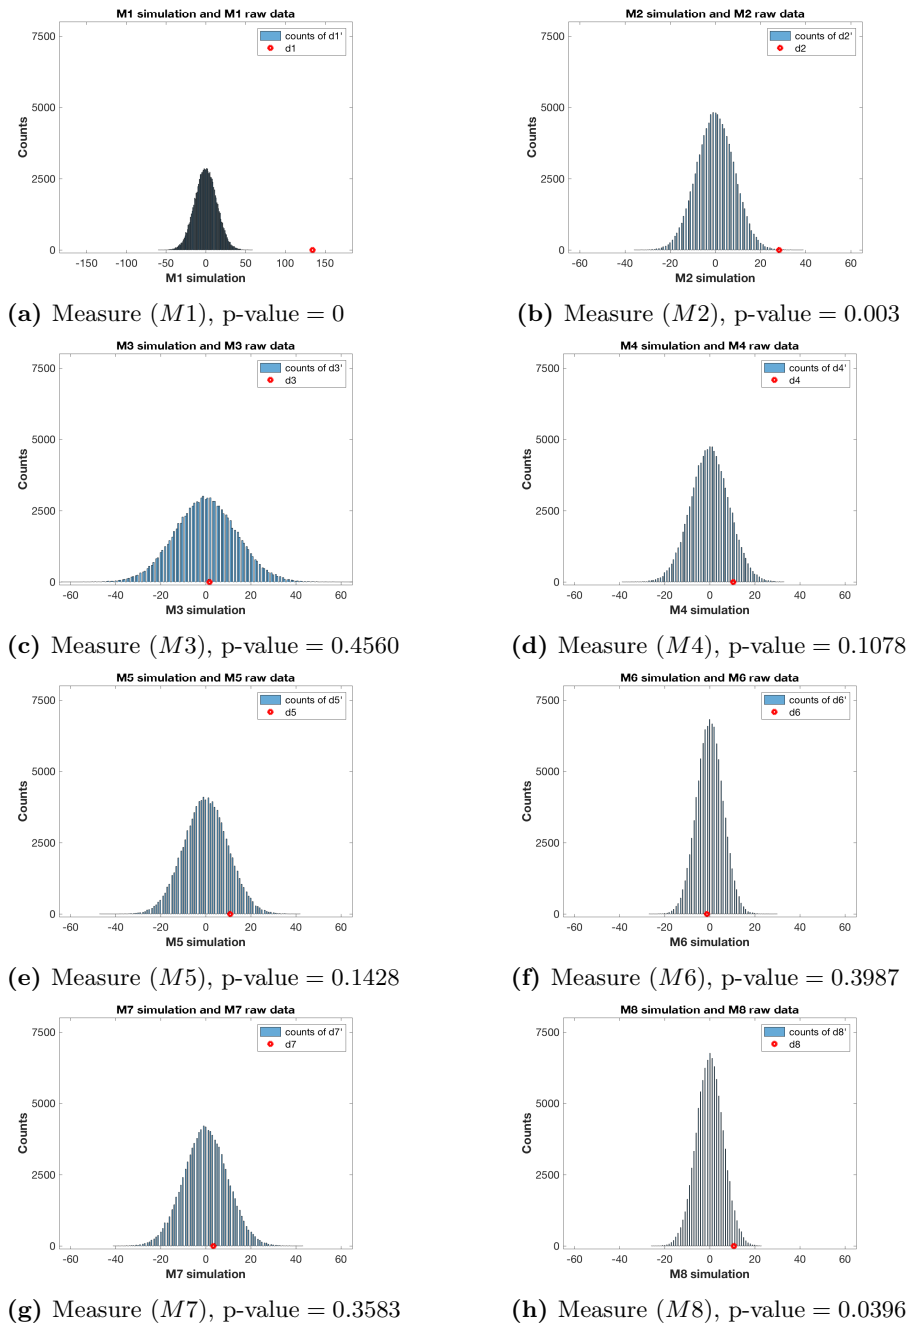 M1 simulation and M1 raw data
7500
5000
2500
0
Counts
counts of d1'
d1
-150 -100 -50 0 50 100 150
M1 simulation
(a) Measure (M1), p-value = 0
M2 simulation and M2 raw data
7500
5000
2500
0
Counts
counts of d2'
d2
-60 -40 -20 0 20 40 60
M2 simulation
(b) Measure (M2), p-value = 0.003
M3 simulation and M3 raw data
7500
5000
2500
0
Counts
counts of d3'
d3
-60 -40 -20 0 20 40 60
M3 simulation
(c) Measure (M3), p-value = 0.4560
M4 simulation and M4 raw data
7500
5000
2500
0
Counts
counts of d4'
d4
-60 -40 -20 0 20 40 60
M4 simulation
(d) Measure (M4), p-value = 0.1078
M5 simulation and M5 raw data
7500
5000
2500
0
Counts
counts of d5'
d5
-60 -40 -20 0 20 40 60
M5 simulation
(e) Measure (M5), p-value = 0.1428
M6 simulation and M6 raw data
7500
5000
2500
0
Counts
counts of d6'
d6
-60 -40 -20 0 20 40 60
M6 simulation
(f) Measure (M6), p-value = 0.3987
M7 simulation and M7 raw data
7500
5000
2500
0
Counts
counts of d7'
d7
-60 -40 -20 0 20 40 60
M7 simulation
(g) Measure (M7), p-value = 0.3583
M8 simulation and M8 raw data
7500
5000
2500
0
Counts
counts of d8'
d8
-60 -40 -20 0 20 40 60
M8 simulation
(h) Measure (M8), p-value = 0.0396